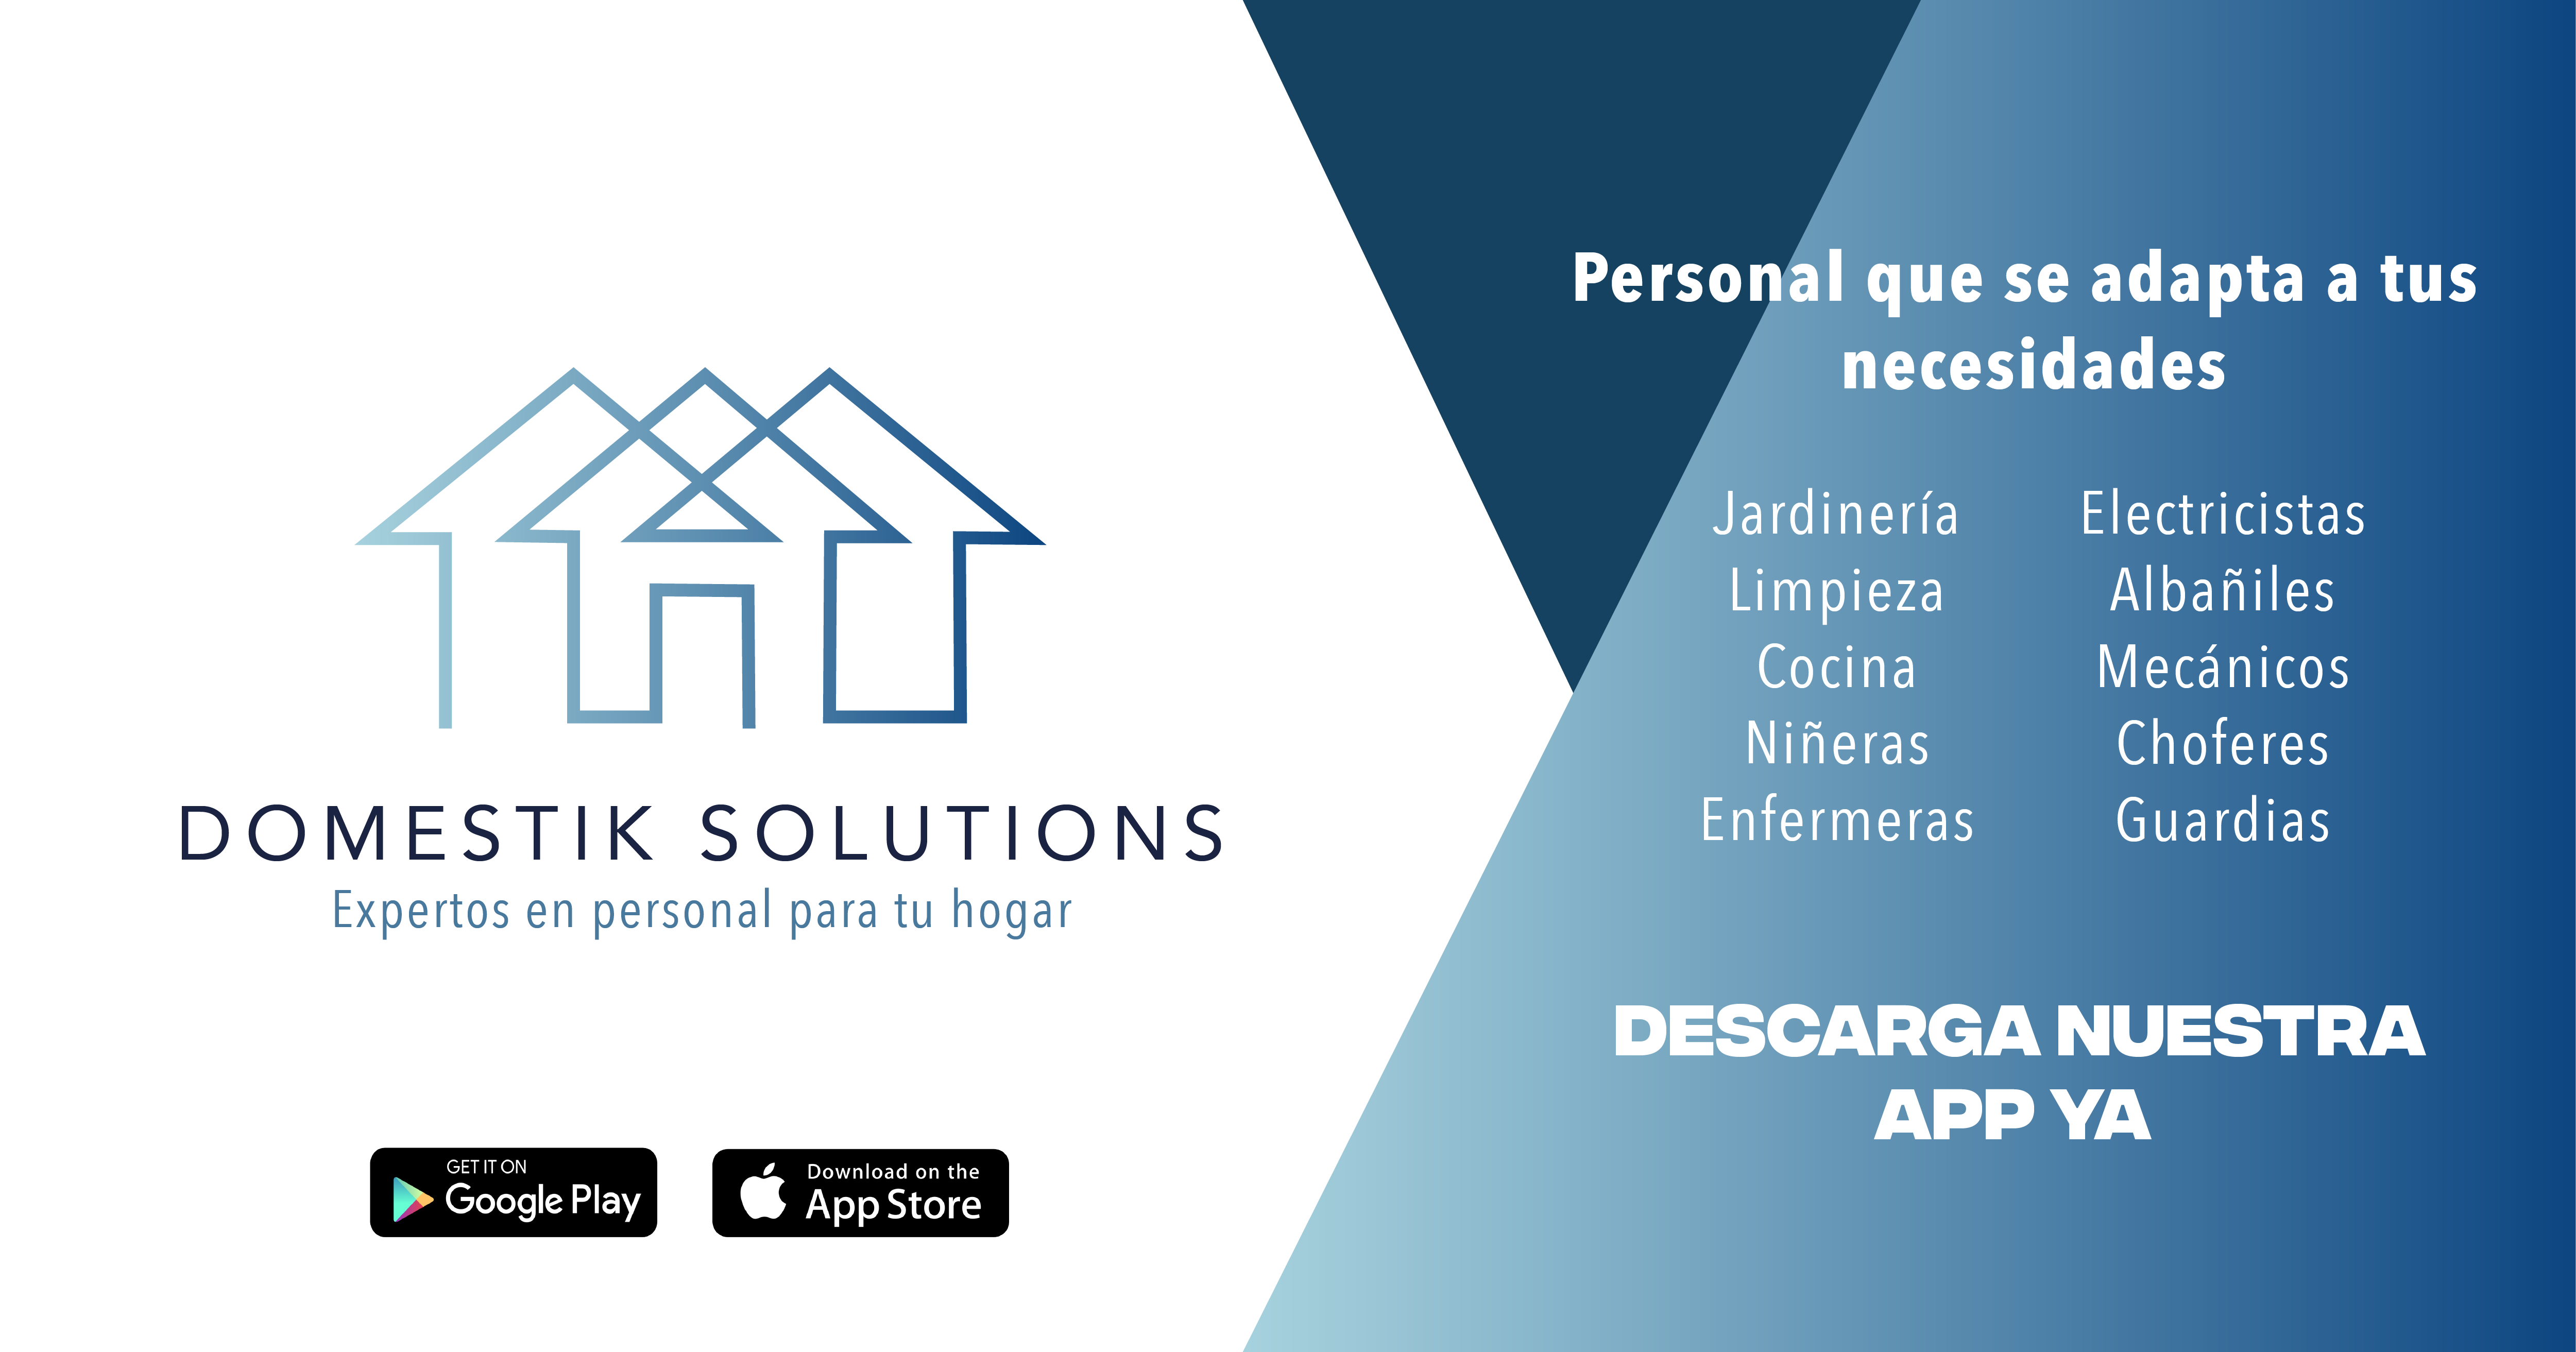 DOMESTIK SOLUTIONS
Expertos en personal para tu hogar
GET IT ON
Google Play
Download on the
App Store
Personal que se adapta a tus
necesidades
Jardinería
Limpieza
Cocina
Niñeras
Enfermeras
Electricistas
Albañiles
Mecánicos
Choferes
Guardias
DESCARGA NUESTRA
APP YA